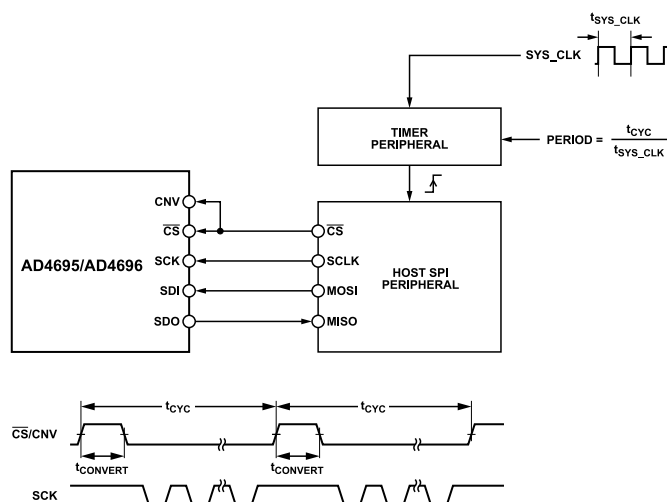 tSYS_CLK
SYS_CLK
TIMER
PERIPHERAL
PERIOD = tCYC
tSYS_CLK
CNV
CS
SCK
SDI
SDO
AD4695/AD4696
CS
SCLK
MOSI
MISO
HOST SPI
PERIPHERAL
tCYC
tCYC
CS/CNV
tCONVERT
tCONVERT
SCK